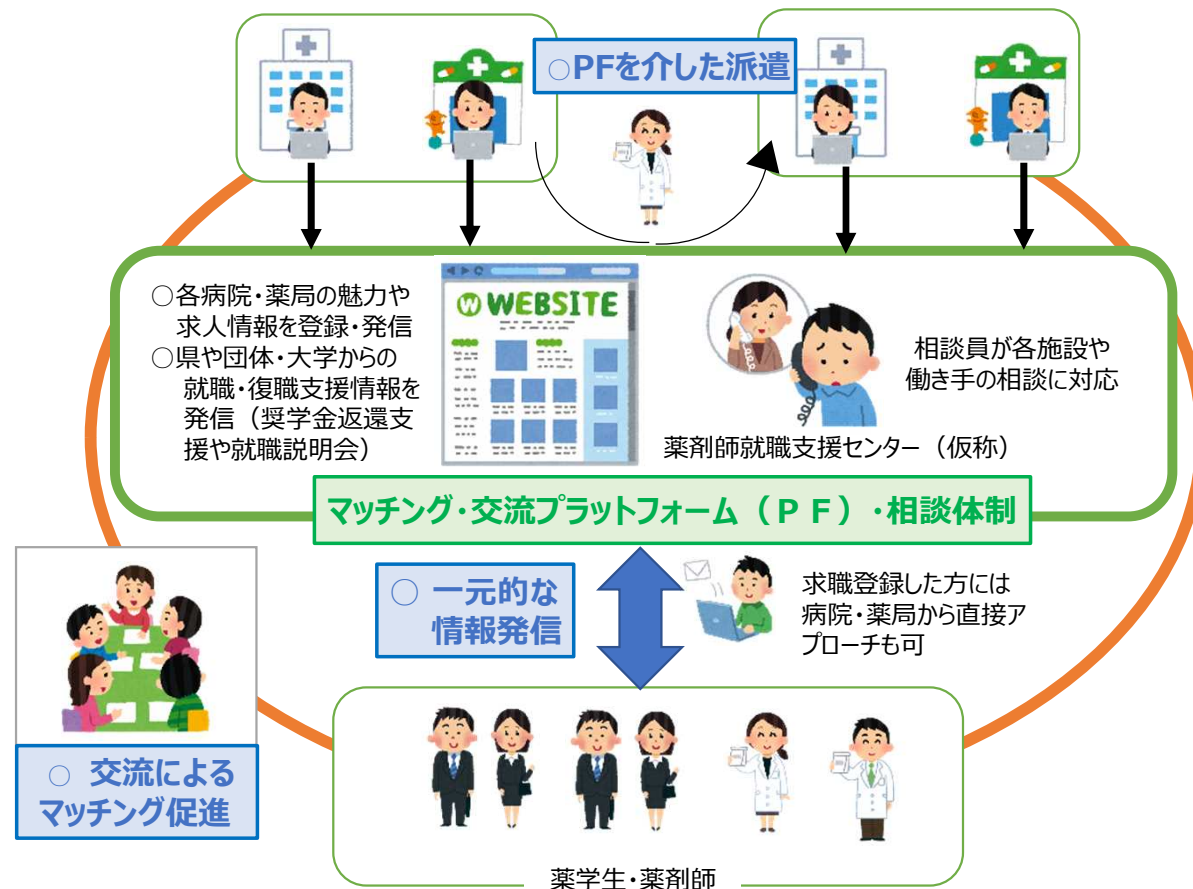 ○PFを介した派遣
○各病院・薬局の魅力や
求人情報を登録・発信
○県や団体・大学からの
就職・復職支援情報を
発信（奨学金返還支
援や就職説明会）
W WEBSITE
相談員が各施設や
働き手の相談に対応
薬剤師就職支援センター（仮称）
マッチング・交流プラットフォーム（ＰＦ）・相談体制
○ 一元的な
情報発信
求職登録した方には
病院・薬局から直接ア
プローチも可
○ 交流による
マッチング促進
薬学生・薬剤師